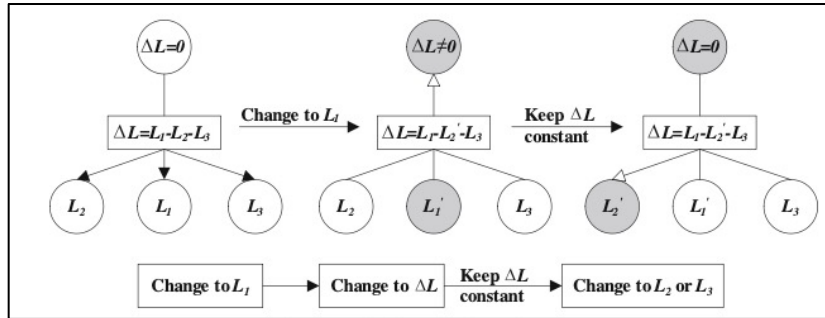 ΔL=0
ΔL≠0
ΔL=0
ΔL=L₁-L₂-L₃
Change to L₁
ΔL=L₁-L₂'-L₃
Keep ΔL
constant
ΔL=L₁-L₂'-L₃
L₂
L₁
L₃
L₂
L₁'
L₃
L₂'
L₁'
L₃
Change to L₁
Change to ΔL
Keep ΔL
constant
Change to L₂ or L₃